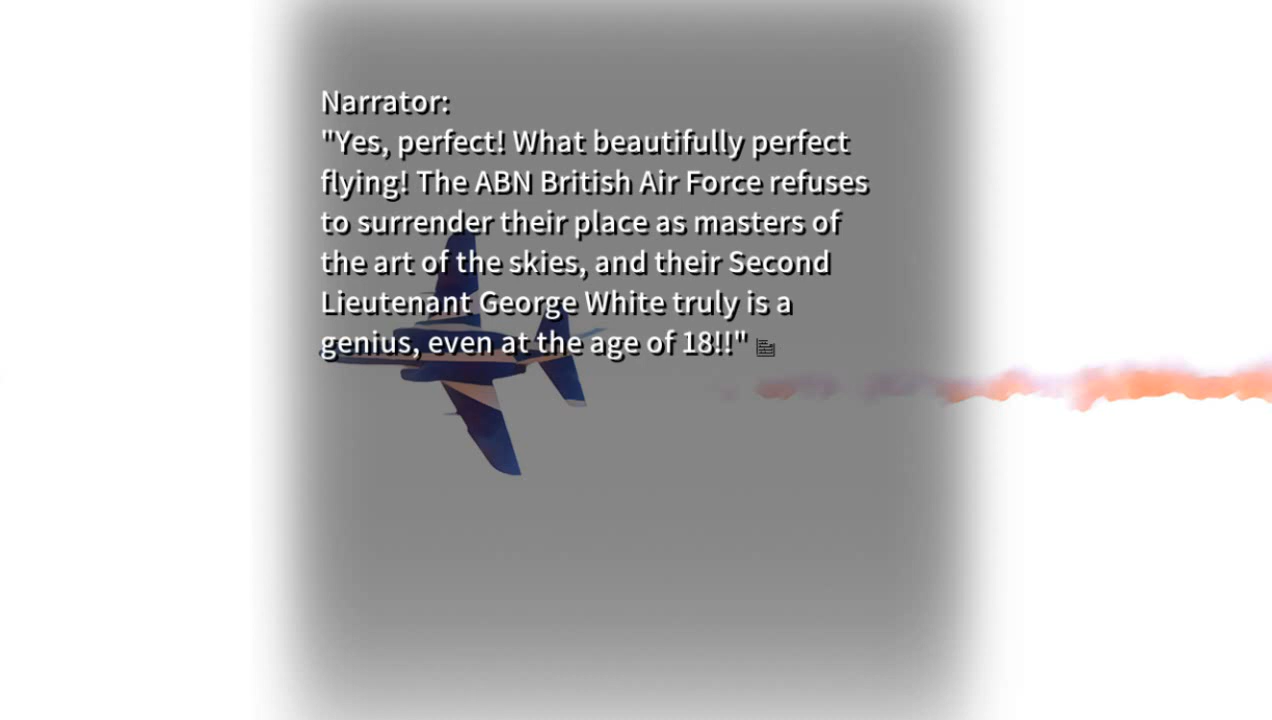 Narrator:
"Yes, perfect! What beautifully perfect
flying! The ABN British Air Force refuses
to surrender their place as masters of
the art of the skies, and their Second
Lieutenant George White truly is a
genius, even at the age of 18!!"